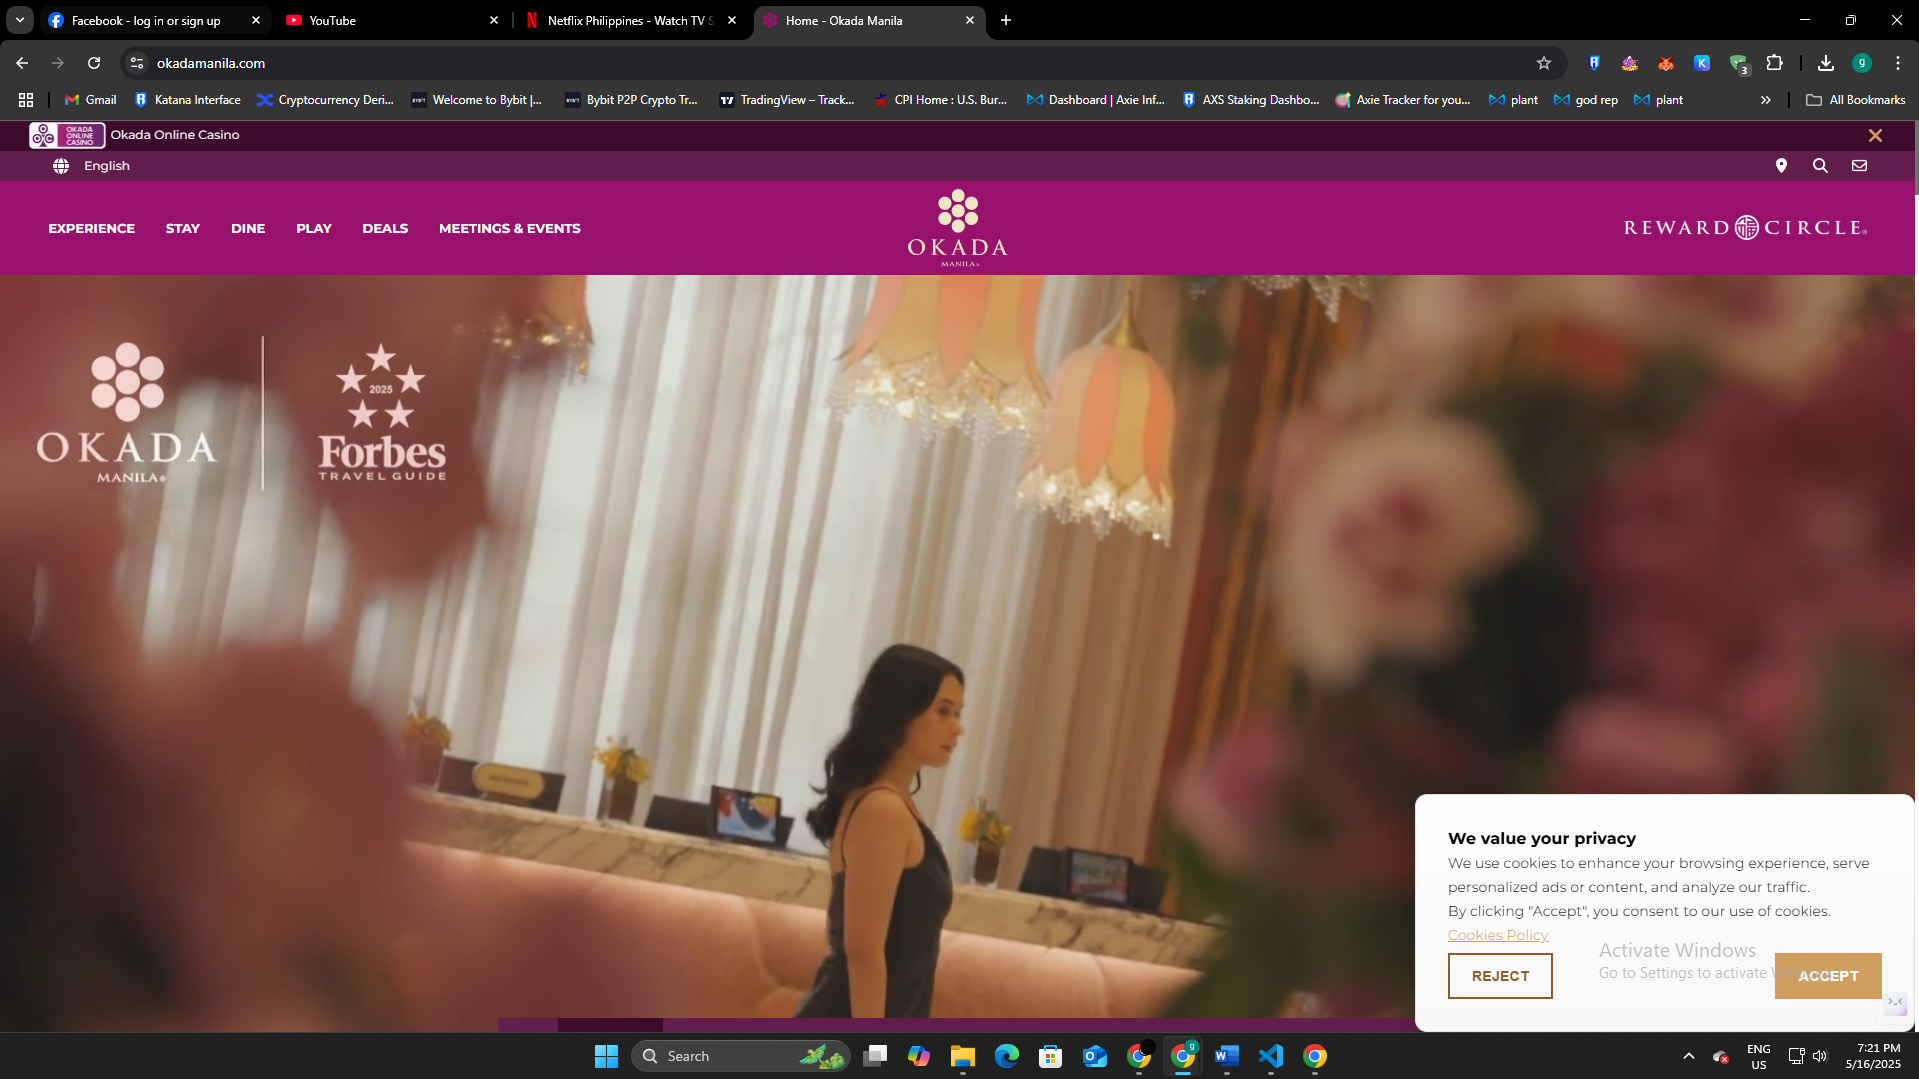 Facebook - log in or sign up
YouTube
Netflix Philippines - Watch TV S
Home - Okada Manila
okadamanila.com
g
3
Gmail
Katana Interface
Cryptocurrency Deri...
Welcome to Bybit |...
Bybit P2P Crypto Tr...
TradingView – Track...
CPI Home : U.S. Bur...
Dashboard | Axie Inf...
AXS Staking Dashbo...
Axie Tracker for you...
plant
god rep
plant
All Bookmarks
OKADA
ONLINE
CASINO
Okada Online Casino
English
EXPERIENCE
STAY
DINE
PLAY
DEALS
MEETINGS & EVENTS
OKADA
MANILA®
REWARD CIRCLE®
OKADA
MANILA®
2025
Forbes
TRAVEL GUIDE
We value your privacy
We use cookies to enhance your browsing experience, serve
personalized ads or content, and analyze our traffic.
By clicking "Accept", you consent to our use of cookies.
Cookies Policy
Activate Windows
Go to Settings to activate
REJECT
ACCEPT
Search
ENG
US
7:21 PM
5/16/2025